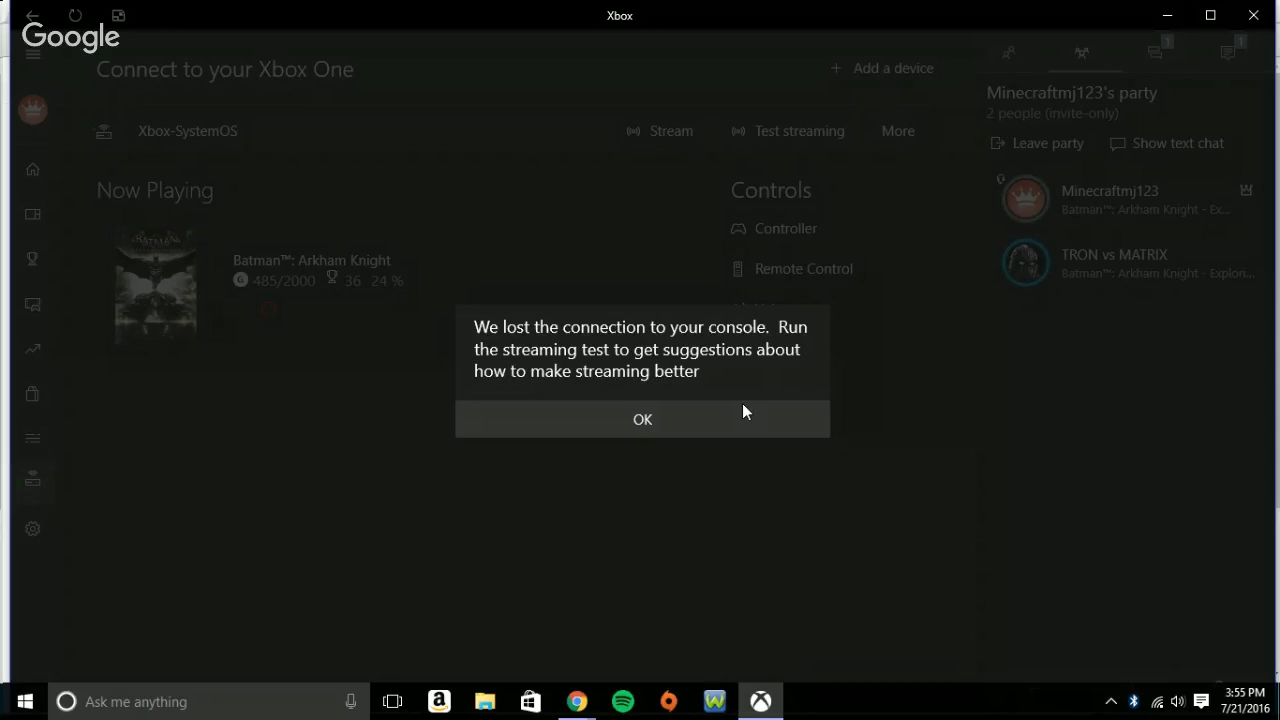 Xbox
Google
Connect to your Xbox One
+ Add a device
1
1
Minecraftmj123's party
2 people (invite-only)
Xbox-SystemOS
Stream
Test streaming
More
Leave party
Show text chat
Now Playing
Controls
Minecraftmj123
Batman™: Arkham Knight - Ex...
Controller
Batman™: Arkham Knight
G 485/2000 36 24 %
TRON vs MATRIX
Batman™: Arkham Knight - Explon...
Remote Control
We lost the connection to your console. Run
the streaming test to get suggestions about
how to make streaming better
OK
Ask me anything
3:55 PM
7/21/2016